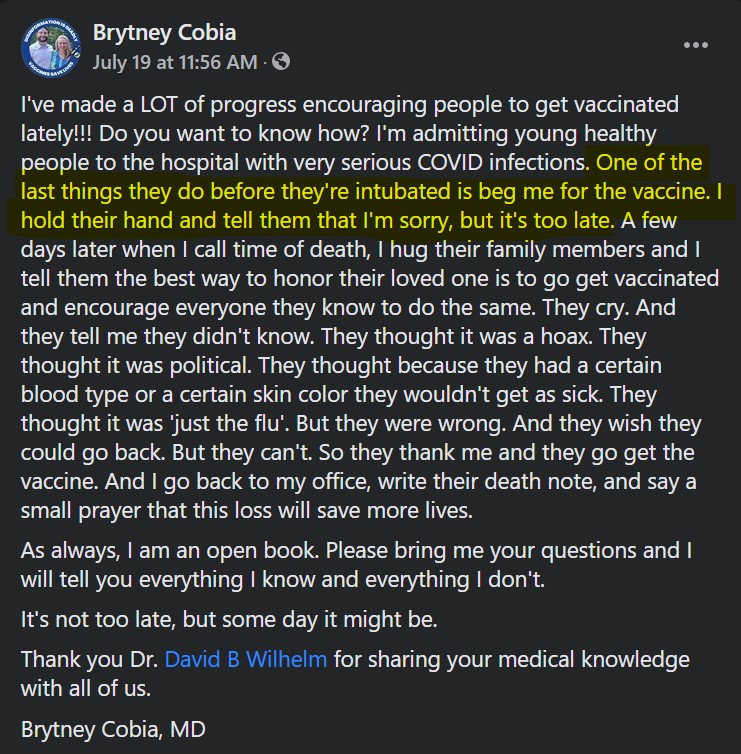 Brytney Cobia
July 19 at 11:56 AM ·
I've made a LOT of progress encouraging people to get vaccinated
lately!!! Do you want to know how? I'm admitting young healthy
people to the hospital with very serious COVID infections. One of the
last things they do before they're intubated is beg me for the vaccine. I
hold their hand and tell them that I'm sorry, but it's too late. A few
days later when I call time of death, I hug their family members and I
tell them the best way to honor their loved one is to go get vaccinated
and encourage everyone they know to do the same. They cry. And
they tell me they didn't know. They thought it was a hoax. They
thought it was political. They thought because they had a certain
blood type or a certain skin color they wouldn't get as sick. They
thought it was 'just the flu'. But they were wrong. And they wish they
could go back. But they can't. So they thank me and they go get the
vaccine. And I go back to my office, write their death note, and say a
small prayer that this loss will save more lives.
As always, I am an open book. Please bring me your questions and I
will tell you everything I know and everything I don't.
It's not too late, but some day it might be.
Thank you Dr. David B Wilhelm for sharing your medical knowledge
with all of us.
Brytney Cobia, MD